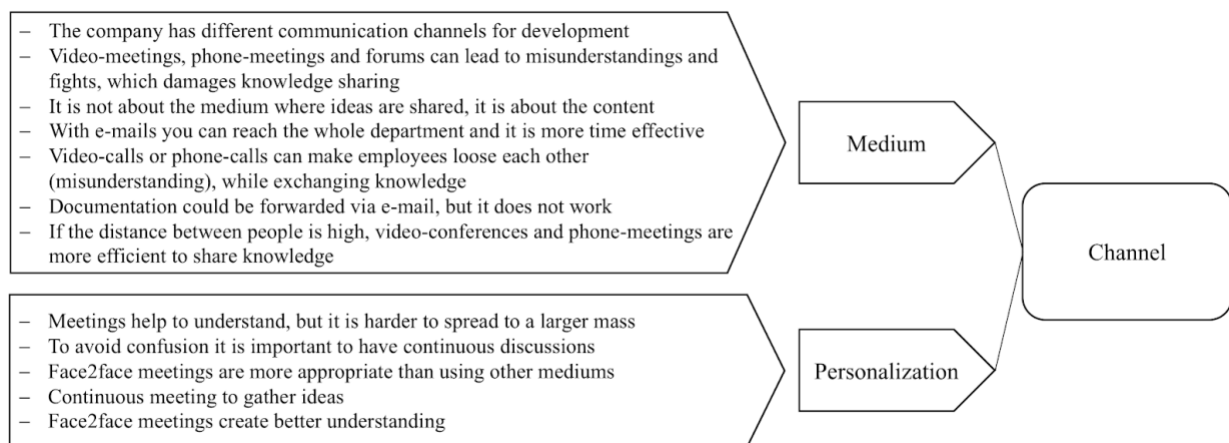 – The company has different communication channels for development
– Video-meetings, phone-meetings and forums can lead to misunderstandings and
fights, which damages knowledge sharing
– It is not about the medium where ideas are shared, it is about the content
– With e-mails you can reach the whole department and it is more time effective
– Video-calls or phone-calls can make employees loose each other
(misunderstanding), while exchanging knowledge
– Documentation could be forwarded via e-mail, but it does not work
– If the distance between people is high, video-conferences and phone-meetings are
more efficient to share knowledge
Medium
– Meetings help to understand, but it is harder to spread to a larger mass
– To avoid confusion it is important to have continuous discussions
– Face2face meetings are more appropriate than using other mediums
– Continuous meeting to gather ideas
– Face2face meetings create better understanding
Personalization
Channel